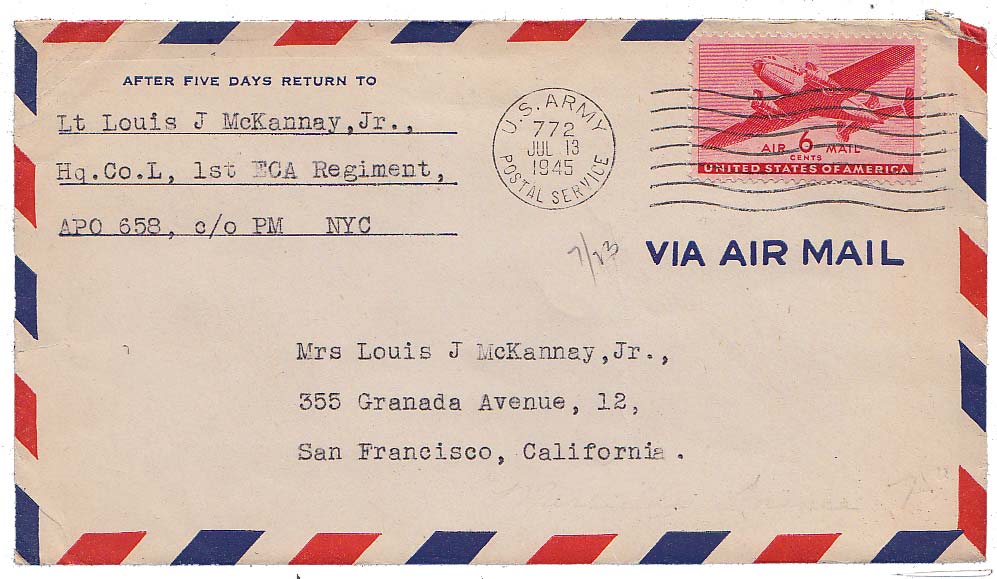 AFTER FIVE DAYS RETURN TO
Lt Louis J McKannay,Jr.,
Hq.Co.L, 1st ECA Regiment,
APO 658, c/o PM NYC
U.S. ARMY
772
JUL 13
1945
POSTAL SERVICE
AIR 6 MAIL
CENTS
UNITED STATES OF AMERICA
7/23
VIA AIR MAIL
Mrs Louis J McKannay,Jr.,
355 Granada Avenue, 12,
San Francisco, California.
France